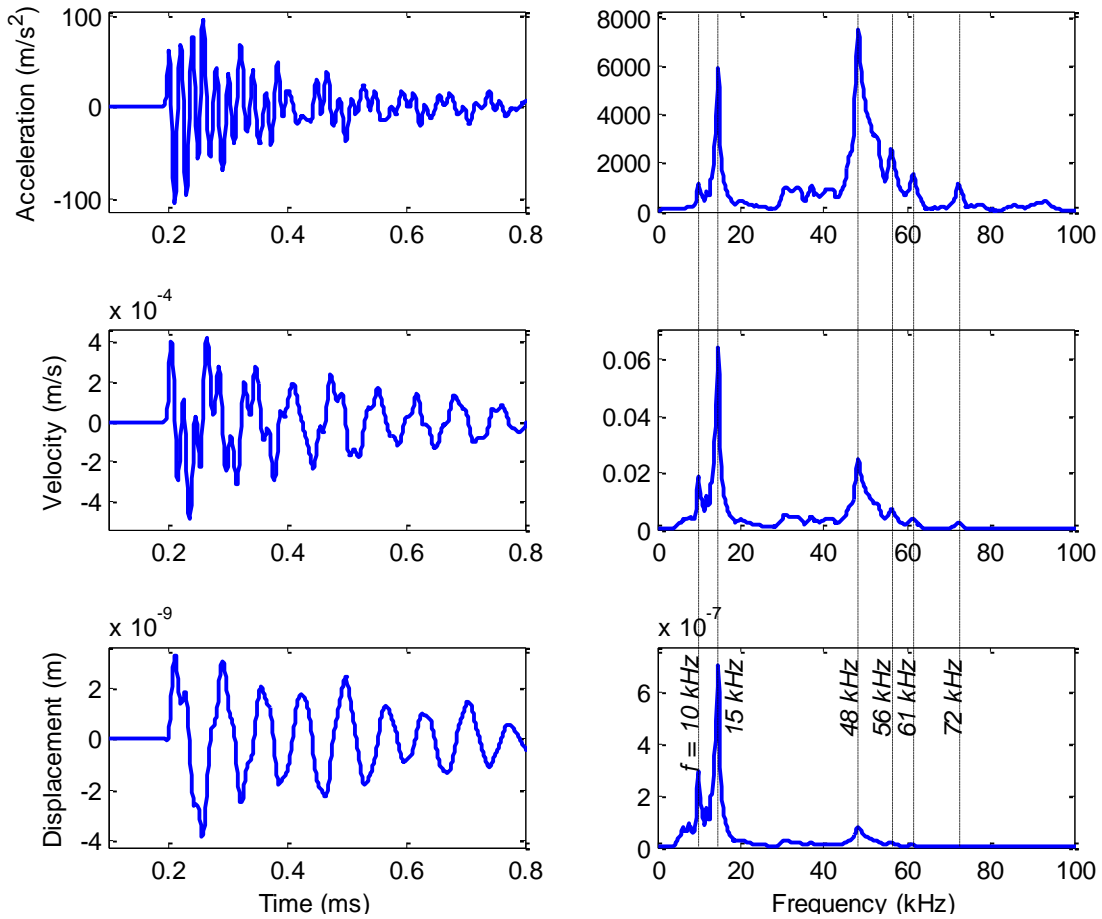 Acceleration (m/s²)
100
0
-100
0.2 0.4 0.6 0.8
8000
6000
4000
2000
0
0 20 40 60 80 100
x 10⁻⁴
Velocity (m/s)
4
2
0
-2
-4
0.2 0.4 0.6 0.8
0.06
0.04
0.02
0
0 20 40 60 80 100
x 10⁻⁹
Displacement (m)
2
0
-2
-4
0.2 0.4 0.6 0.8
Time (ms)
x 10⁻⁷
6
4
2
0
f = 10 kHz
15 kHz
48 kHz
56 kHz
61 kHz
72 kHz
0 20 40 60 80 100
Frequency (kHz)